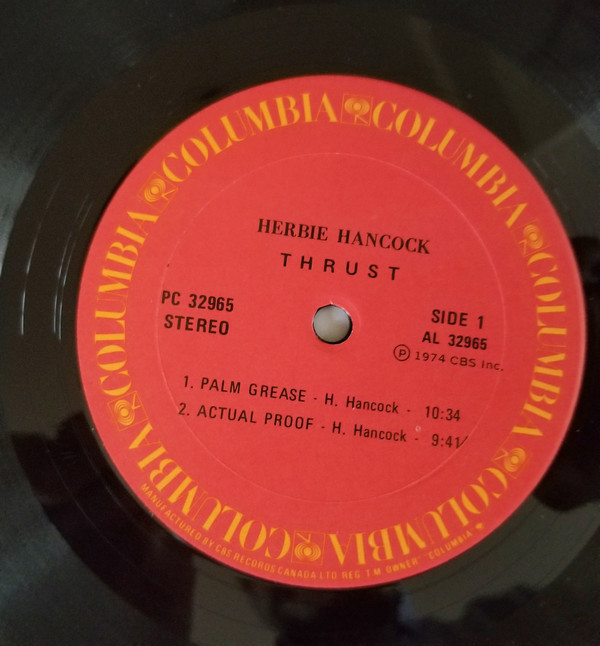 COLUMBIA COLUMBIA COLUMBIA COLUMBIA COLUMBIA COLUMBIA COLUMBIA
HERBIE HANCOCK
THRUST
PC 32965
STEREO
SIDE 1
AL 32965
Ⓟ 1974 CBS Inc.
1. PALM GREASE - H. Hancock - 10:34
2. ACTUAL PROOF - H. Hancock - 9:41
MANUFACTURED BY CBS RECORDS CANADA LTD. REG. T.M. OWNER "COLUMBIA"